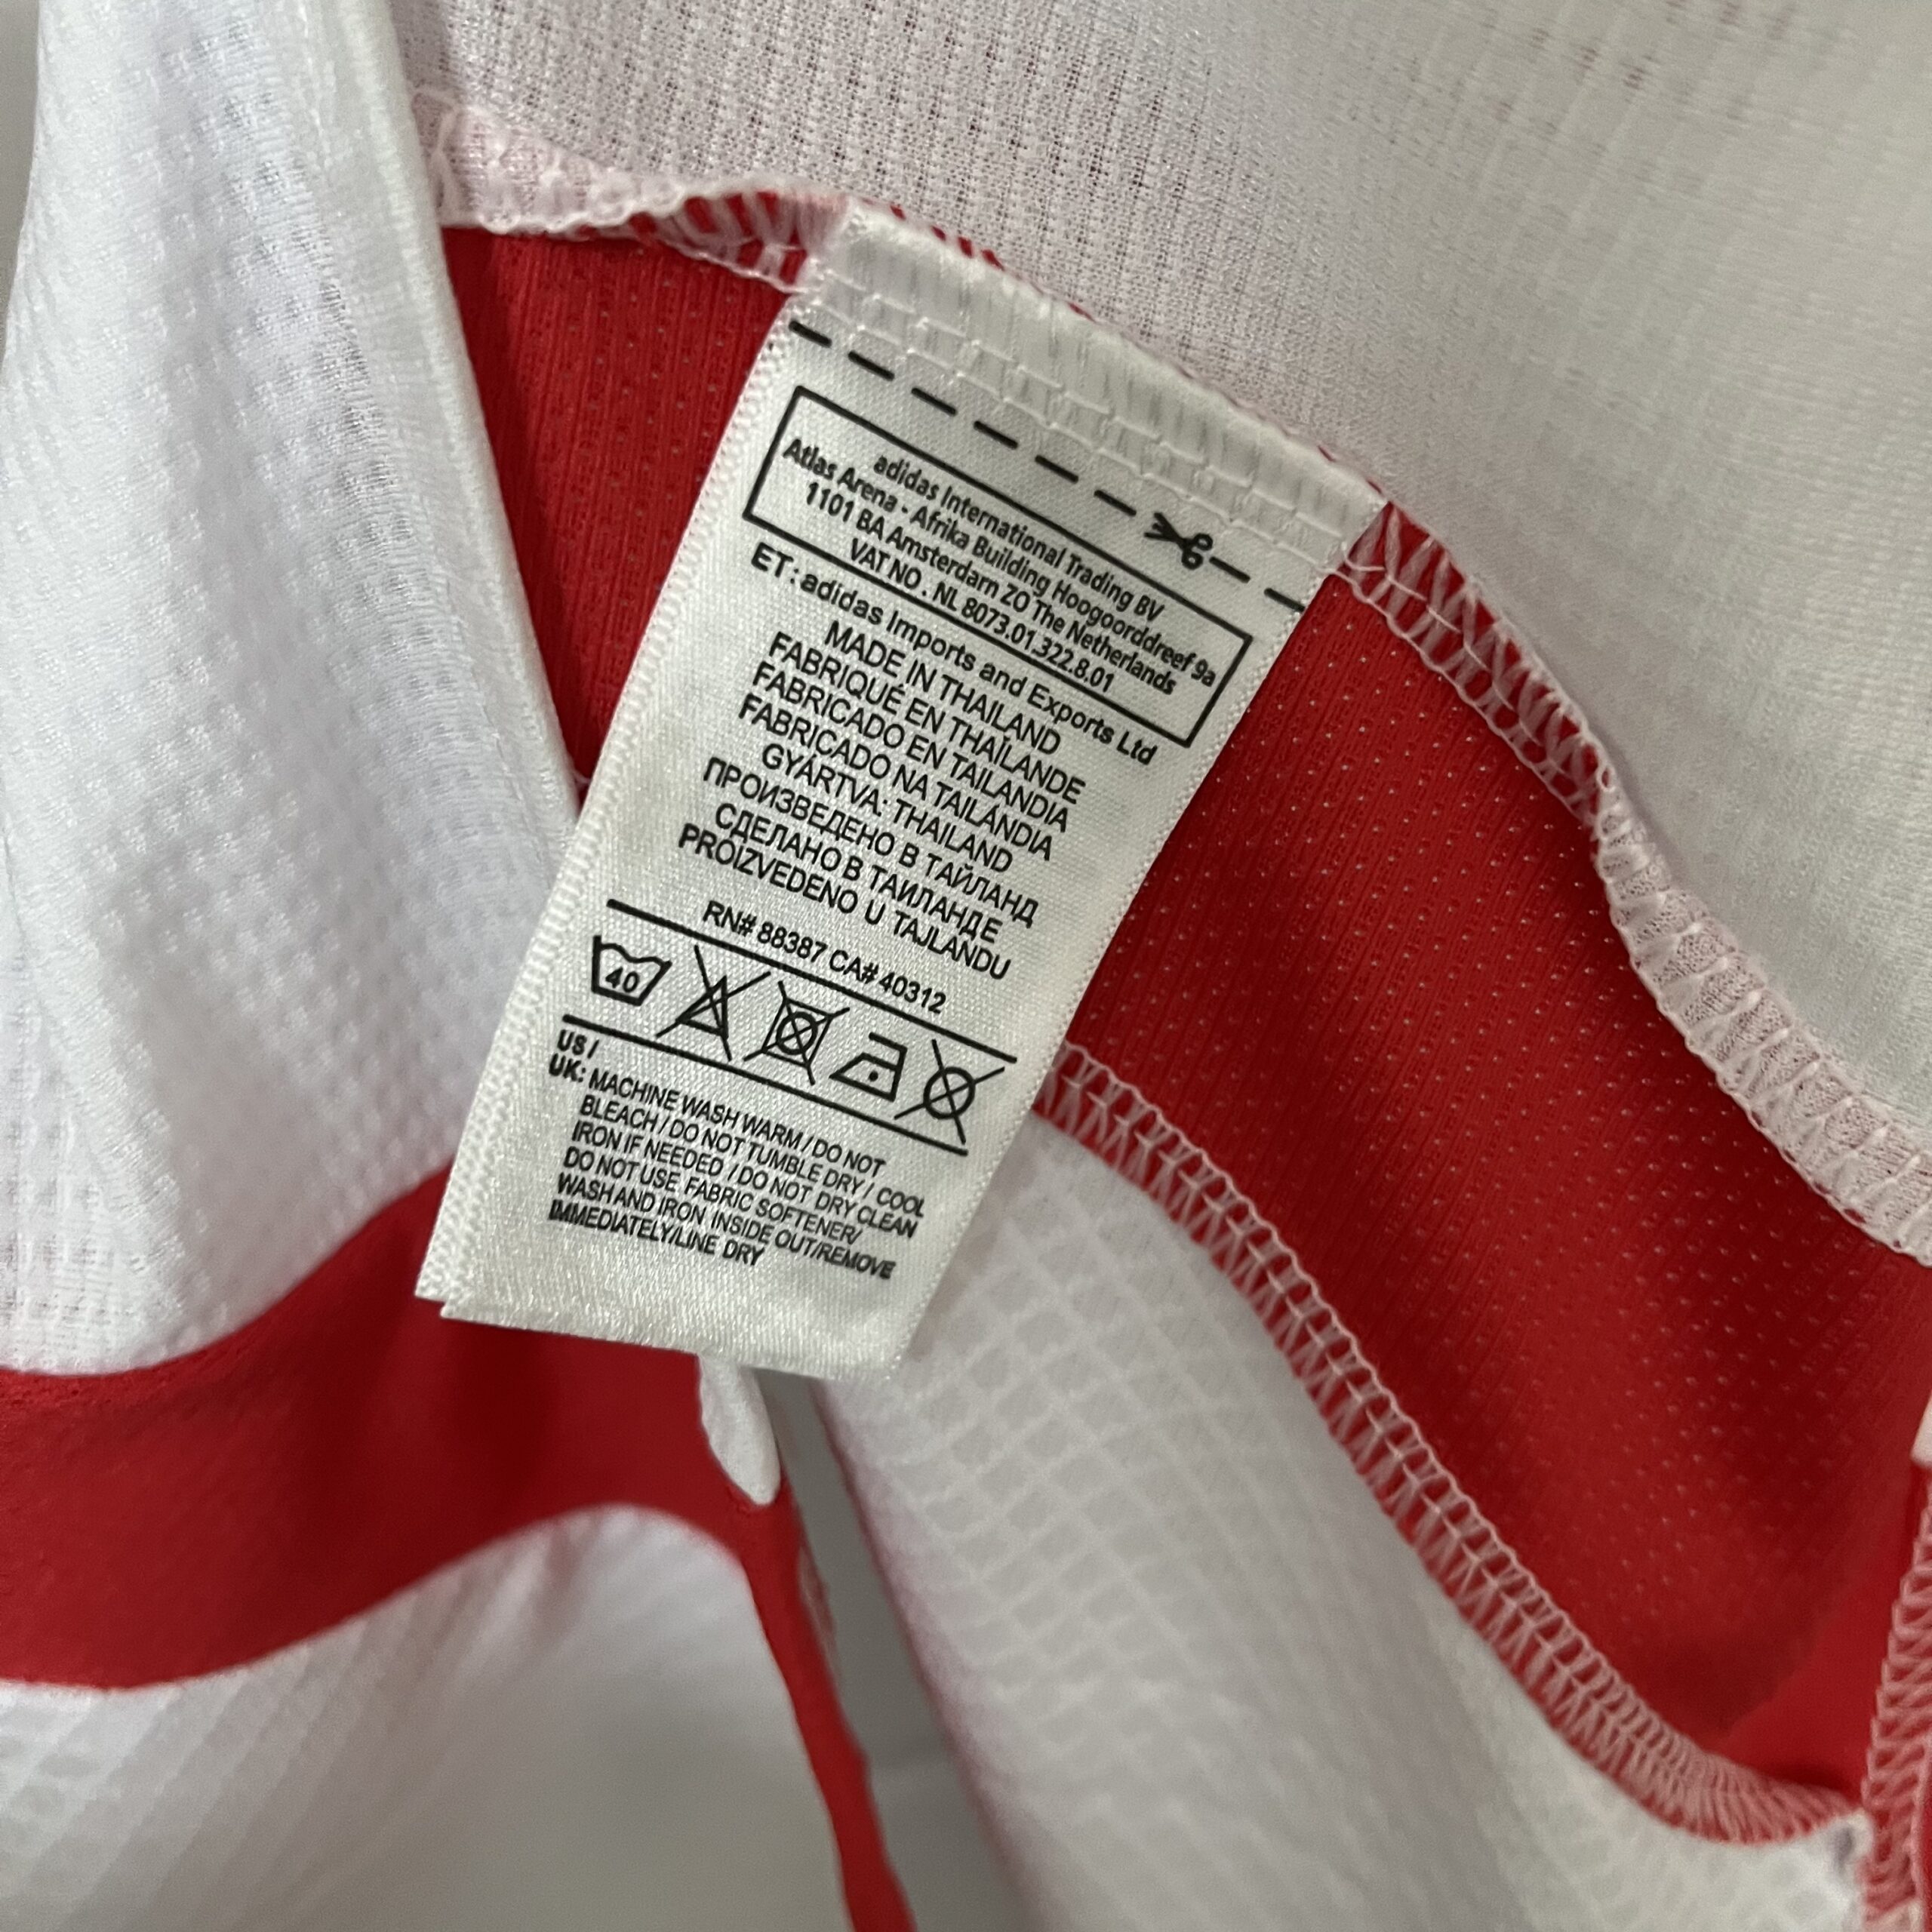 adidas International Trading BV
Atlas Arena - Afrika Building Hoogoorddreef 9a
1101 BA Amsterdam ZO The Netherlands
VAT NO . NL 8073.01.322.8.01
ET: adidas Imports and Exports Ltd
MADE IN THAILAND
FABRIQUÉ EN THAÏLANDE
FABRICADO EN TAILANDIA
FABRICADO NA TAILÁNDIA
GYÁRTVA: THAILAND
ПРОИЗВЕДЕНО В ТАЙЛАНД
СДЕЛАНО В ТАИЛАНДЕ
PROIZVEDENO U TAJLANDU
RN# 88387 CA# 40312
40
US /
UK: MACHINE WASH WARM / DO NOT
BLEACH / DO NOT TUMBLE DRY / COOL
IRON IF NEEDED / DO NOT DRY CLEAN
DO NOT USE FABRIC SOFTENER/
WASH AND IRON INSIDE OUT/REMOVE
IMMEDIATELY/LINE DRY